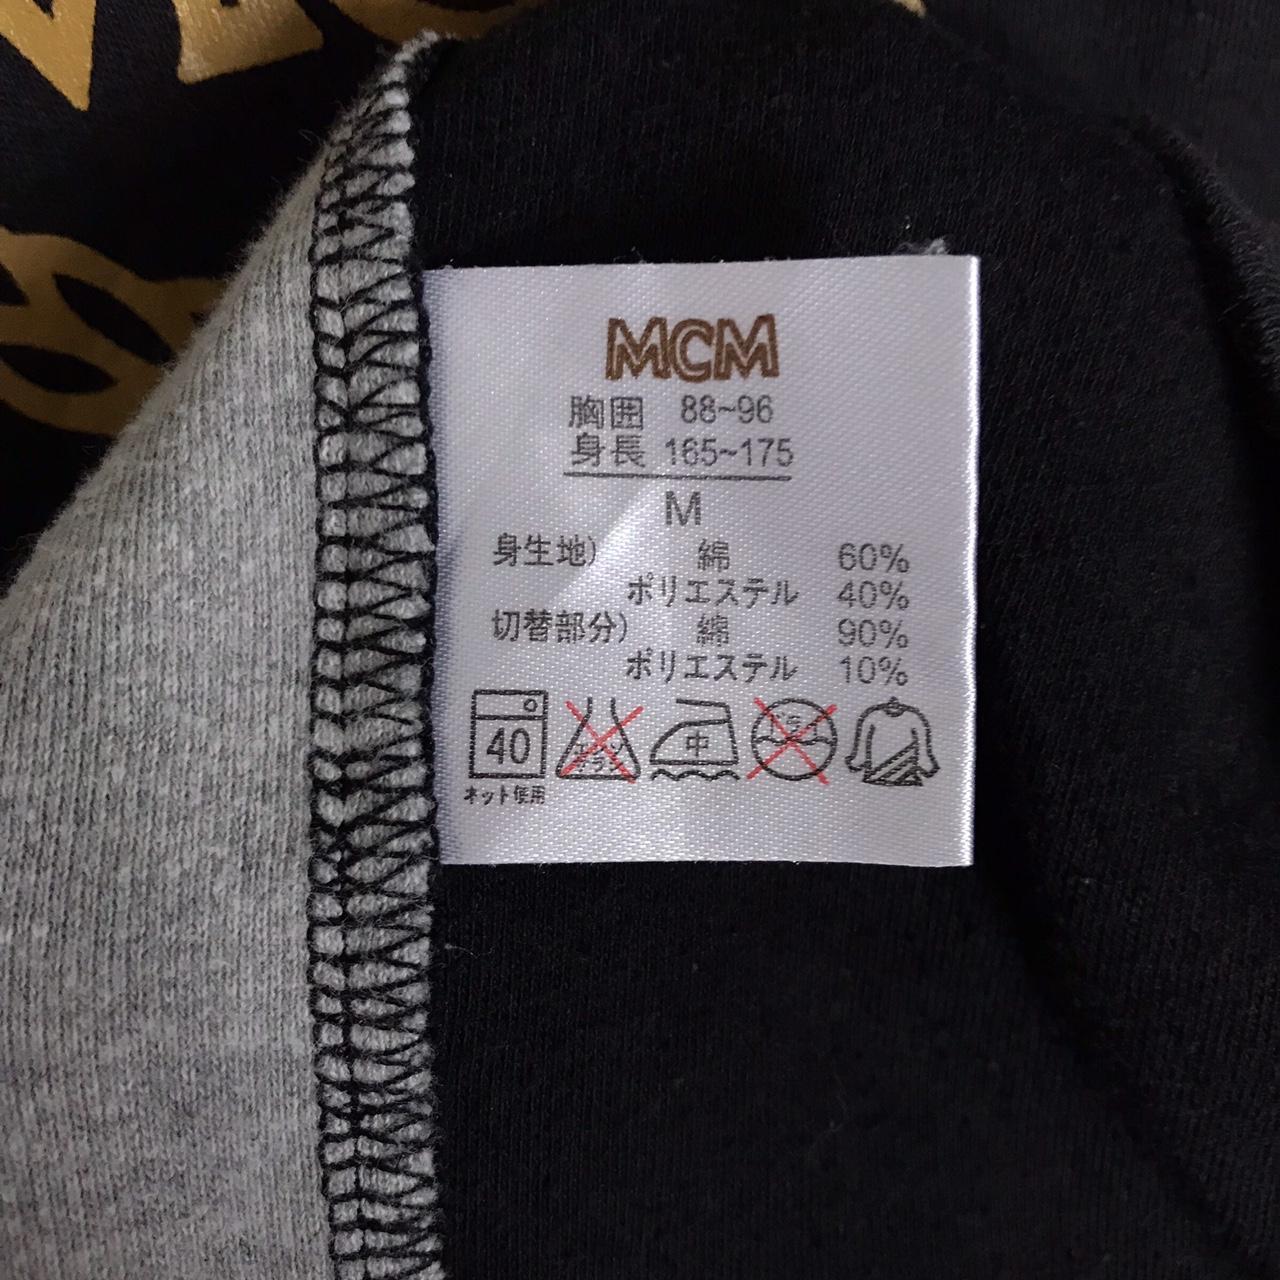 MCM
胸囲 88~96
身長 165~175
M
身生地) 綿 60%
ポリエステル 40%
切替部分) 綿 90%
ポリエステル 10%
40 中
ネット使用